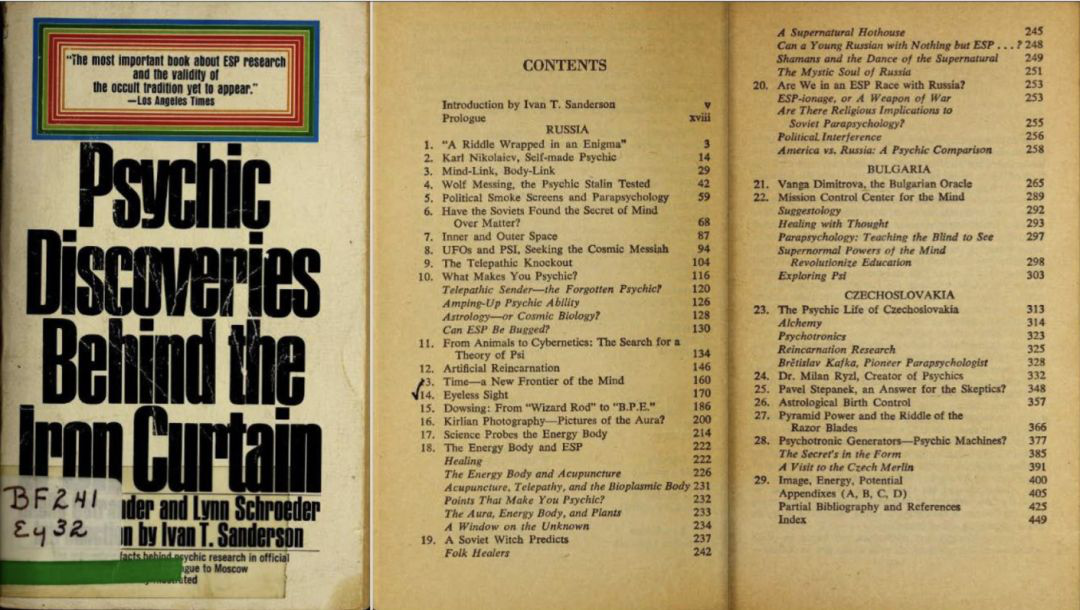 "The most important book about ESP research
and the validity of
the occult tradition yet to appear."
—Los Angeles Times
Psychic
Discoveries
Behind the
Iron Curtain
BF241
Ey32
and Lynn Schroeder
by Ivan T. Sanderson
facts behind psychic research in official
to Moscow
CONTENTS
Introduction by Ivan T. Sanderson v
Prologue xviii
RUSSIA
1. "A Riddle Wrapped in an Enigma" 3
2. Karl Nikolaiev, Self-made Psychic 14
3. Mind-Link, Body-Link 29
4. Wolf Messing, the Psychic Stalin Tested 42
5. Political Smoke Screens and Parapsychology 59
6. Have the Soviets Found the Secret of Mind
Over Matter? 68
7. Inner and Outer Space 87
8. UFOs and PSI, Seeking the Cosmic Messiah 94
9. The Telepathic Knockout 104
10. What Makes You Psychic? 116
Telepathic Sender—the Forgotten Psychic? 120
Amping-Up Psychic Ability 126
Astrology—or Cosmic Biology? 128
Can ESP Be Bugged? 130
11. From Animals to Cybernetics: The Search for a
Theory of Psi 134
12. Artificial Reincarnation 146
13. Time—a New Frontier of the Mind 160
14. Eyeless Sight 170
15. Dowsing: From "Wizard Rod" to "B.P.E." 186
16. Kirlian Photography—Pictures of the Aura? 200
17. Science Probes the Energy Body 214
18. The Energy Body and ESP 222
Healing 222
The Energy Body and Acupuncture 226
Acupuncture, Telepathy, and the Bioplasmic Body 231
Points That Make You Psychic? 232
The Aura, Energy Body, and Plants 233
A Window on the Unknown 234
19. A Soviet Witch Predicts 237
Folk Healers 242
A Supernatural Hothouse 245
Can a Young Russian with Nothing but ESP . . . ? 248
Shamans and the Dance of the Supernatural 249
The Mystic Soul of Russia 251
20. Are We in an ESP Race with Russia? 253
ESP-ionage, or A Weapon of War 253
Are There Religious Implications to
Soviet Parapsychology? 255
Political Interference 256
America vs. Russia: A Psychic Comparison 258
BULGARIA
21. Vanga Dimitrova, the Bulgarian Oracle 265
22. Mission Control Center for the Mind 289
Suggestology 292
Healing with Thought 293
Parapsychology: Teaching the Blind to See 297
Supernormal Powers of the Mind
Revolutionize Education 298
Exploring Psi 303
CZECHOSLOVAKIA
23. The Psychic Life of Czechoslovakia 313
Alchemy 314
Psychotronics 323
Reincarnation Research 325
Břetislav Kafka, Pioneer Parapsychologist 328
24. Dr. Milan Ryzl, Creator of Psychics 332
25. Pavel Stepanek, an Answer for the Skeptics? 348
26. Astrological Birth Control 357
27. Pyramid Power and the Riddle of the
Razor Blades 366
28. Psychotronic Generators—Psychic Machines? 377
The Secret's in the Form 385
A Visit to the Czech Merlin 391
29. Image, Energy, Potential 400
Appendixes (A, B, C, D) 405
Partial Bibliography and References 425
Index 449